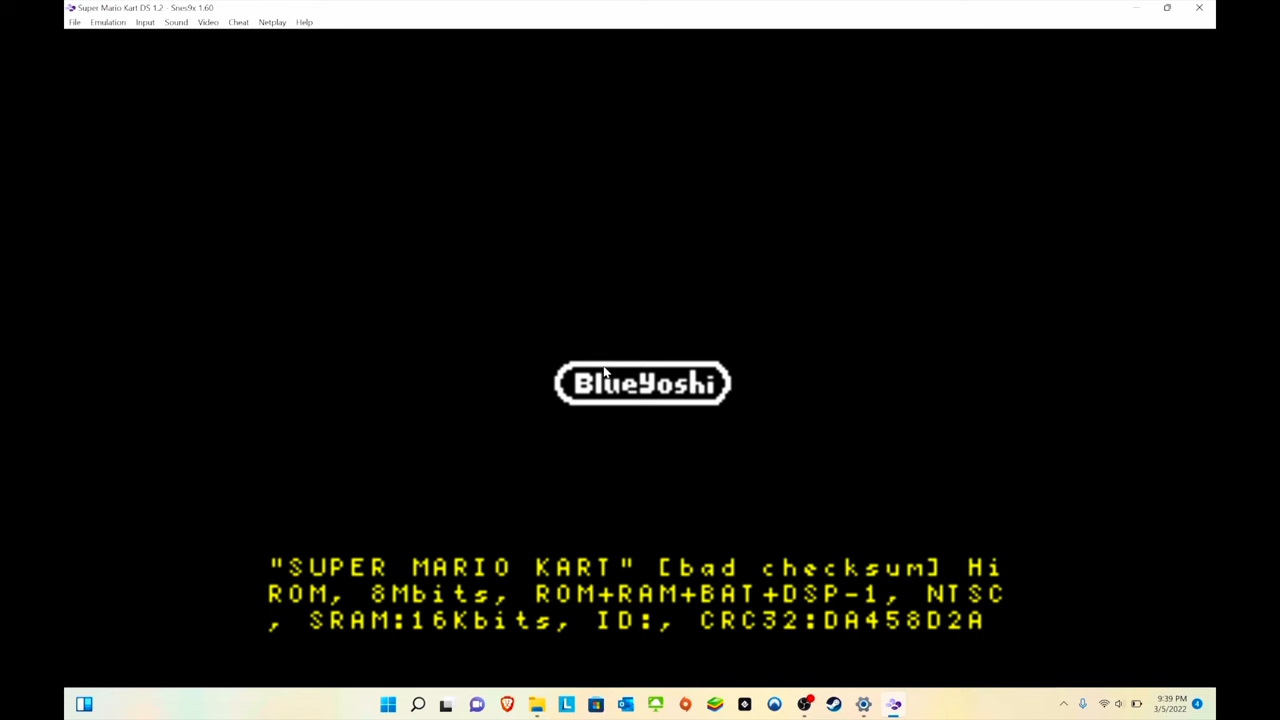 Super Mario Kart DS 1.2 - Snes9x 1.60
File Emulation Input Sound Video Cheat Netplay Help
BlueYoshi
"SUPER MARIO KART" [bad checksum] Hi
ROM, 8Mbits, ROM+RAM+BAT+DSP-1, NTSC
, SRAM:16Kbits, ID:, CRC32:DA458D2A
9:39 PM
3/5/2022
4